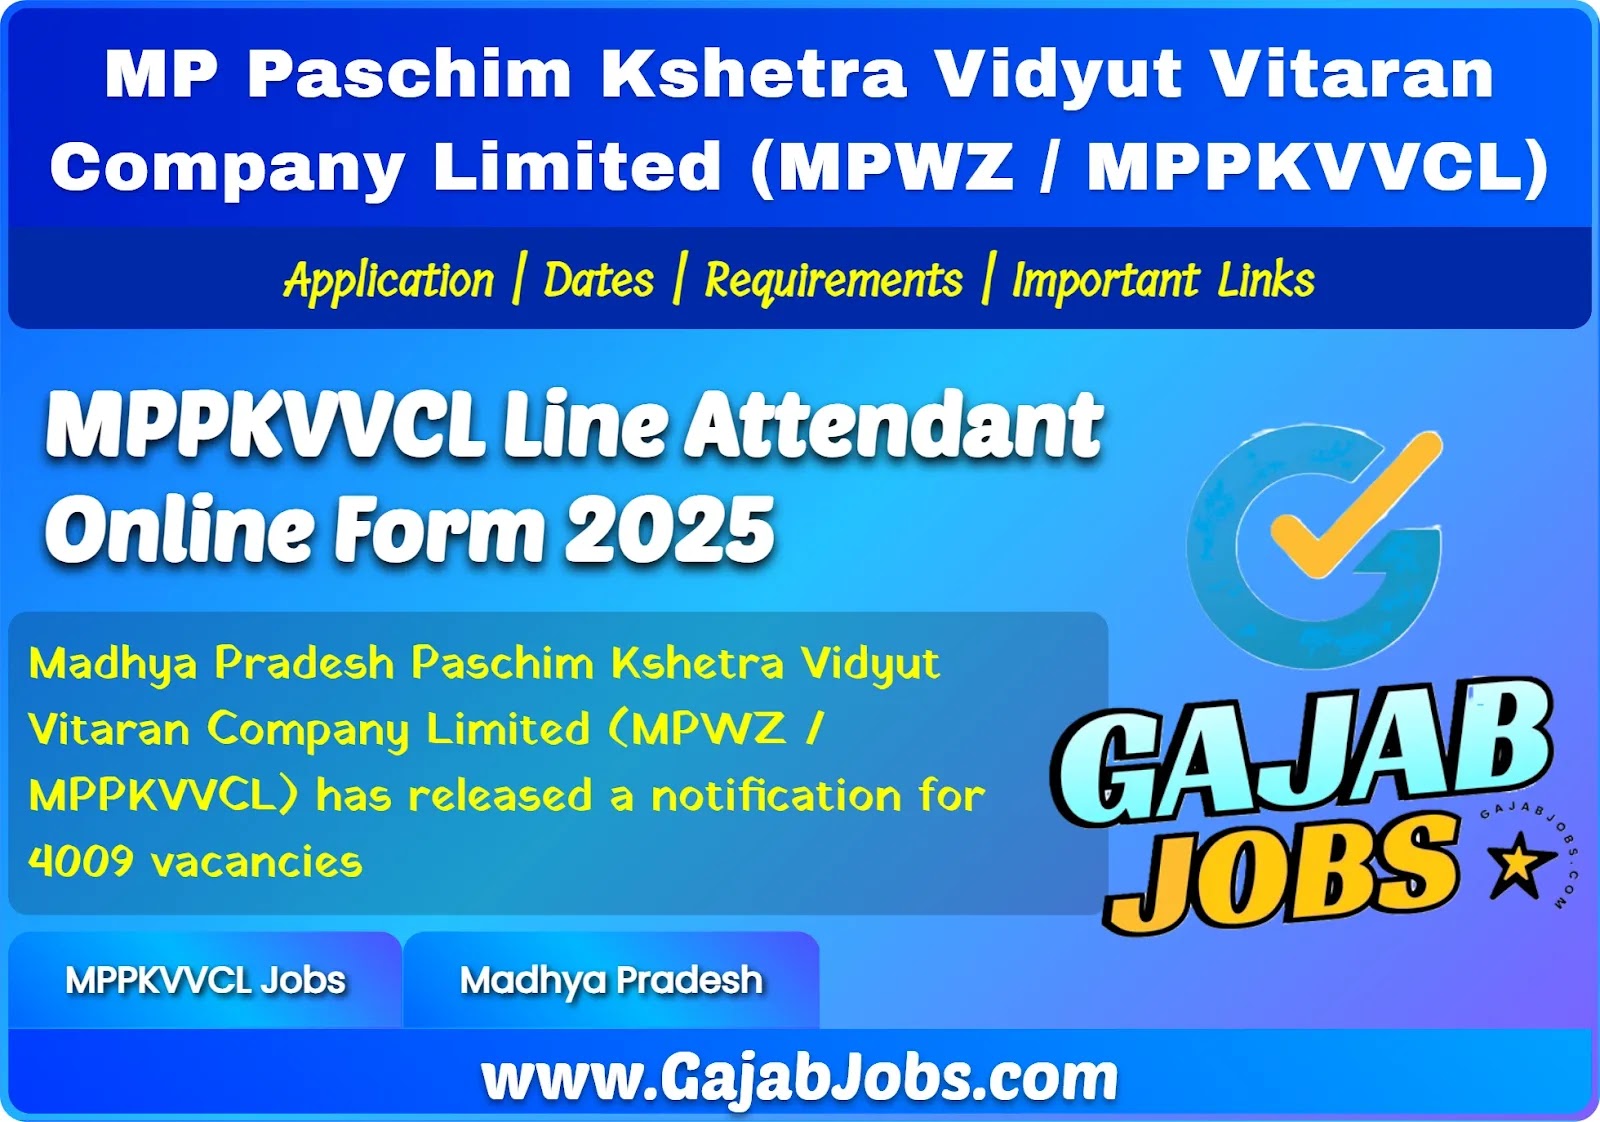 MP Paschim Kshetra Vidyut Vitaran
Company Limited (MPWZ / MPPKVVCL)
Application | Dates | Requirements | Important Links
MPPKVVCL Line Attendant
Online Form 2025
Madhya Pradesh Paschim Kshetra Vidyut
Vitaran Company Limited (MPWZ /
MPPKVVCL) has released a notification for
4009 vacancies
GAJAB
JOBS
GAJABJOBS.COM
MPPKVVCL Jobs
Madhya Pradesh
www.GajabJobs.com